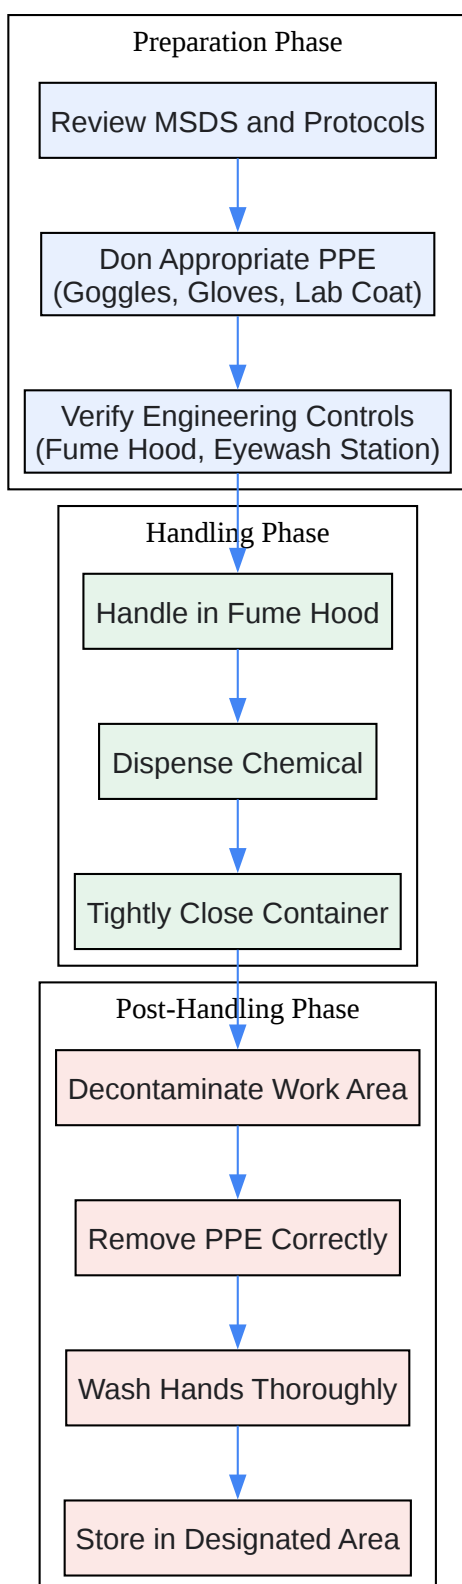 Preparation Phase
Review MSDS and Protocols
Don Appropriate PPE
(Goggles, Gloves, Lab Coat)
Verify Engineering Controls
(Fume Hood, Eyewash Station)
Handling Phase
Handle in Fume Hood
Dispense Chemical
Tightly Close Container
Post-Handling Phase
Decontaminate Work Area
Remove PPE Correctly
Wash Hands Thoroughly
Store in Designated Area